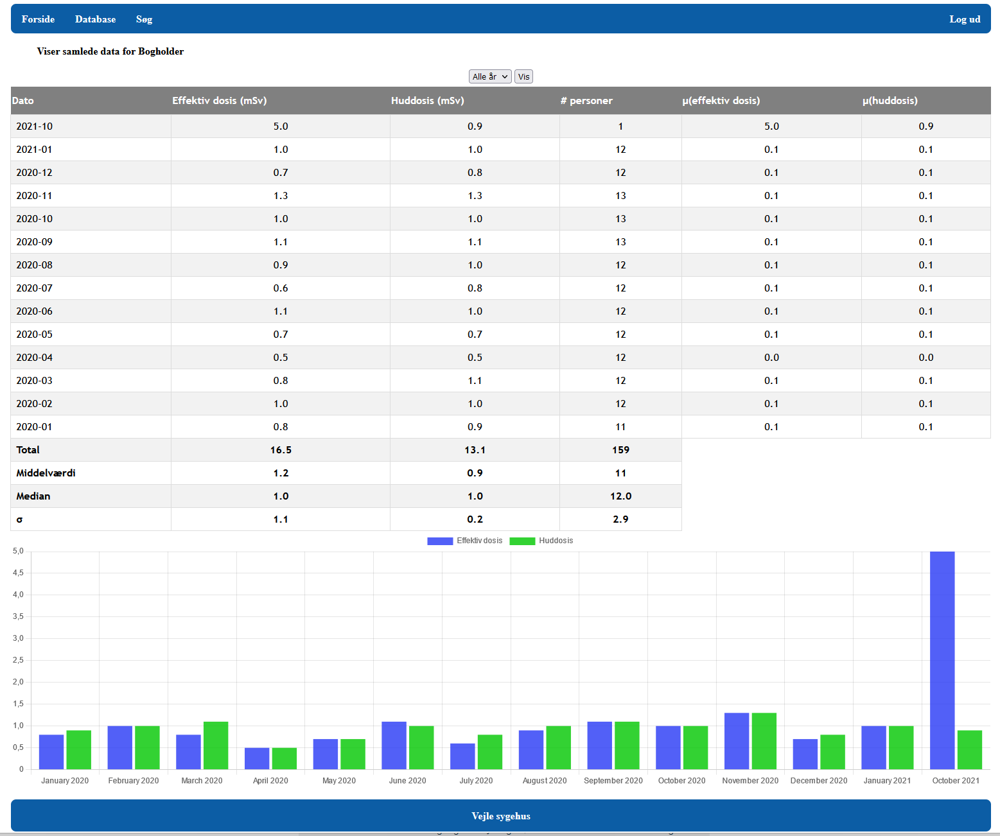 Forside Database Søg Log ud
Viser samlede data for Bogholder
Alle år Vis
Dato Effektiv dosis (mSv) Huddosis (mSv) # personer µ(effektiv dosis) µ(huddosis)
2021-10 5.0 0.9 1 5.0 0.9
2021-01 1.0 1.0 12 0.1 0.1
2020-12 0.7 0.8 12 0.1 0.1
2020-11 1.3 1.3 13 0.1 0.1
2020-10 1.0 1.0 13 0.1 0.1
2020-09 1.1 1.1 13 0.1 0.1
2020-08 0.9 1.0 12 0.1 0.1
2020-07 0.6 0.8 12 0.1 0.1
2020-06 1.1 1.0 12 0.1 0.1
2020-05 0.7 0.7 12 0.1 0.1
2020-04 0.5 0.5 12 0.0 0.0
2020-03 0.8 1.1 12 0.1 0.1
2020-02 1.0 1.0 12 0.1 0.1
2020-01 0.8 0.9 11 0.1 0.1
Total 16.5 13.1 159
Middelværdi 1.2 0.9 11
Median 1.0 1.0 12.0
σ 1.1 0.2 2.9
Effektiv dosis Huddosis
5,0
4,5
4,0
3,5
3,0
2,5
2,0
1,5
1,0
0,5
0
January 2020 February 2020 March 2020 April 2020 May 2020 June 2020 July 2020 August 2020 September 2020 October 2020 November 2020 December 2020 January 2021 October 2021
Vejle sygehus